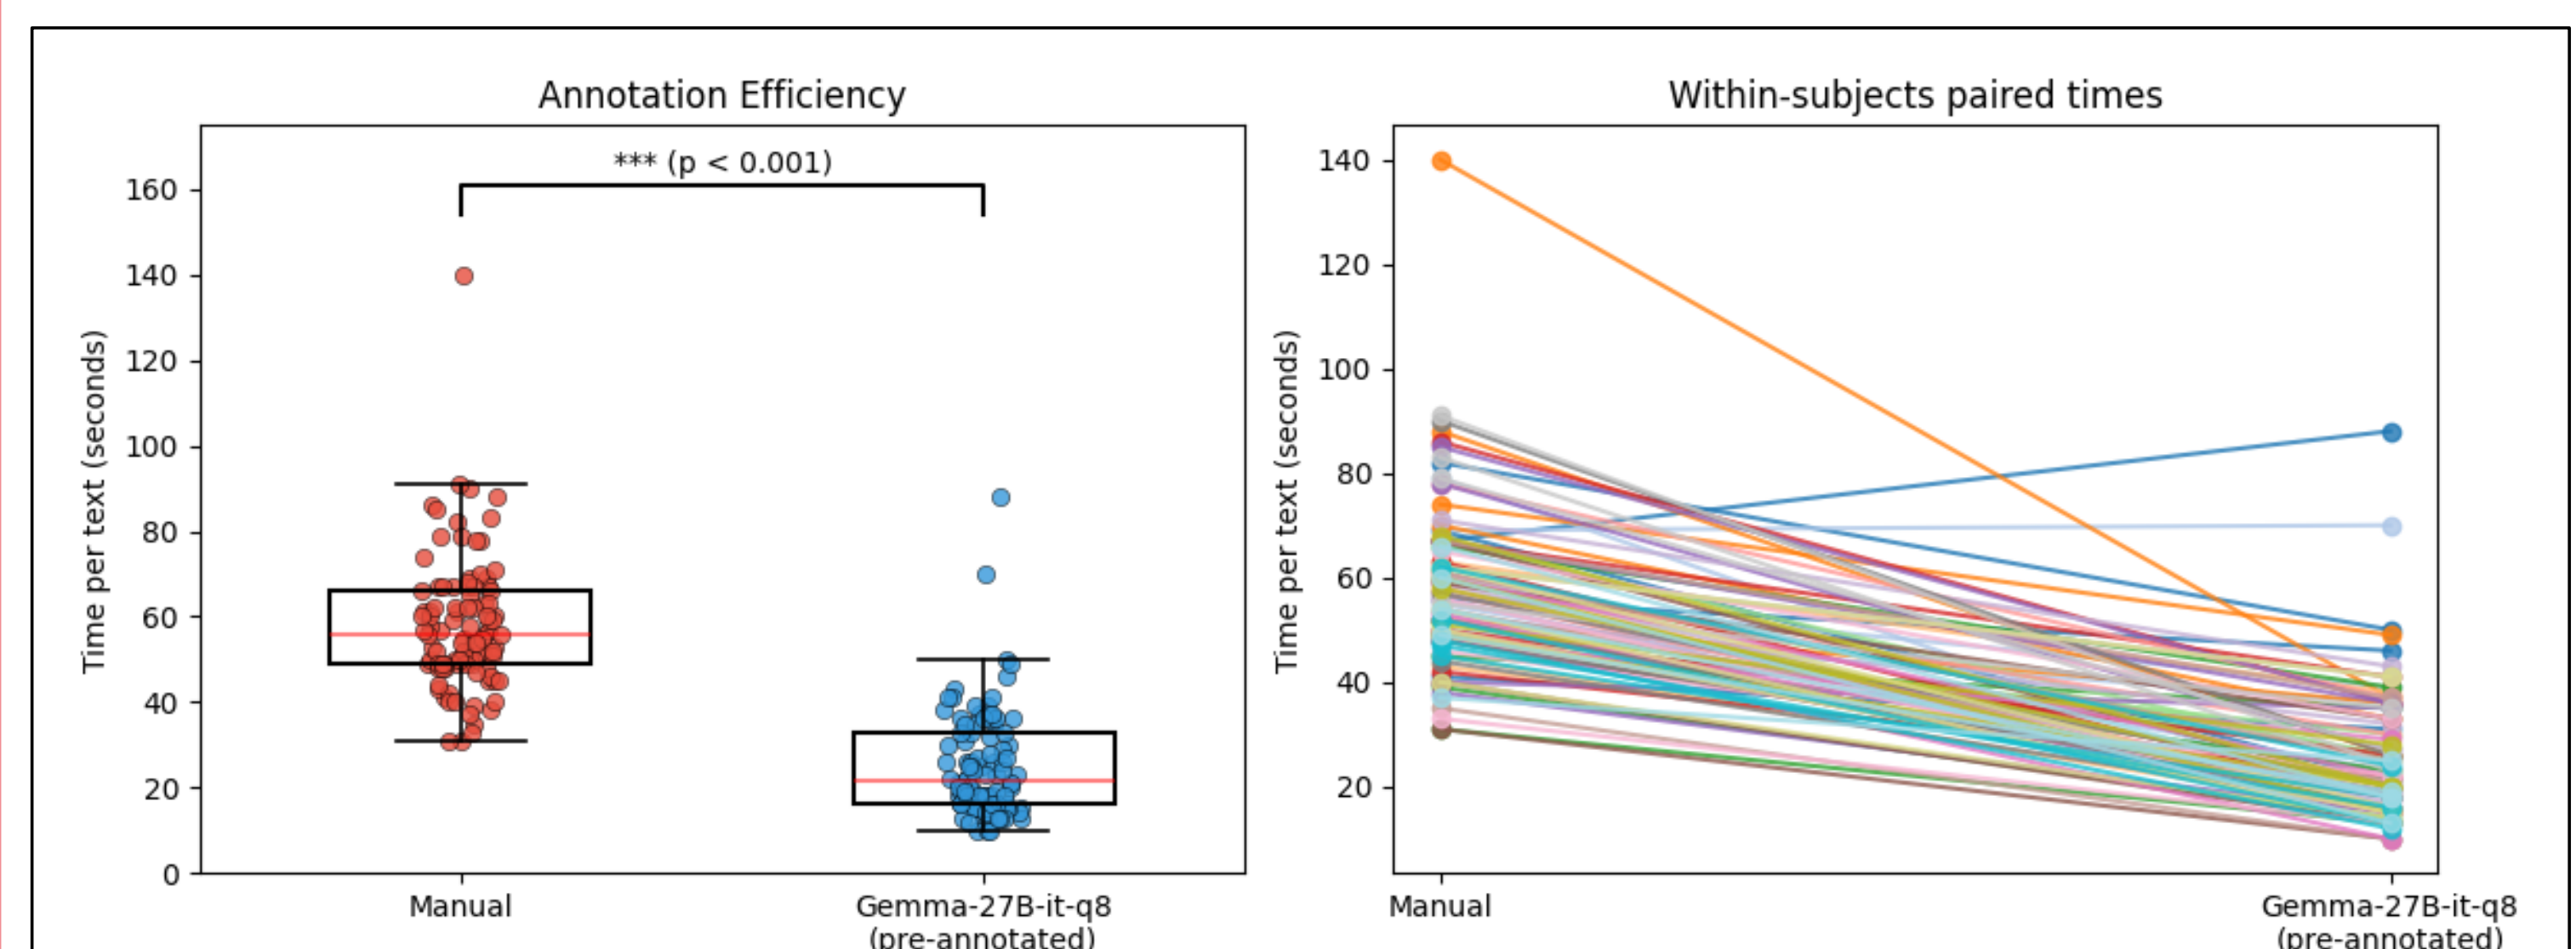 Annotation Efficiency
*** (p < 0.001)
160
140
120
100
80
60
40
20
0
Time per text (seconds)
Manual
Gemma-27B-it-q8
(pre-annotated)
Within-subjects paired times
140
120
100
80
60
40
20
Time per text (seconds)
Manual
Gemma-27B-it-q8
(pre-annotated)